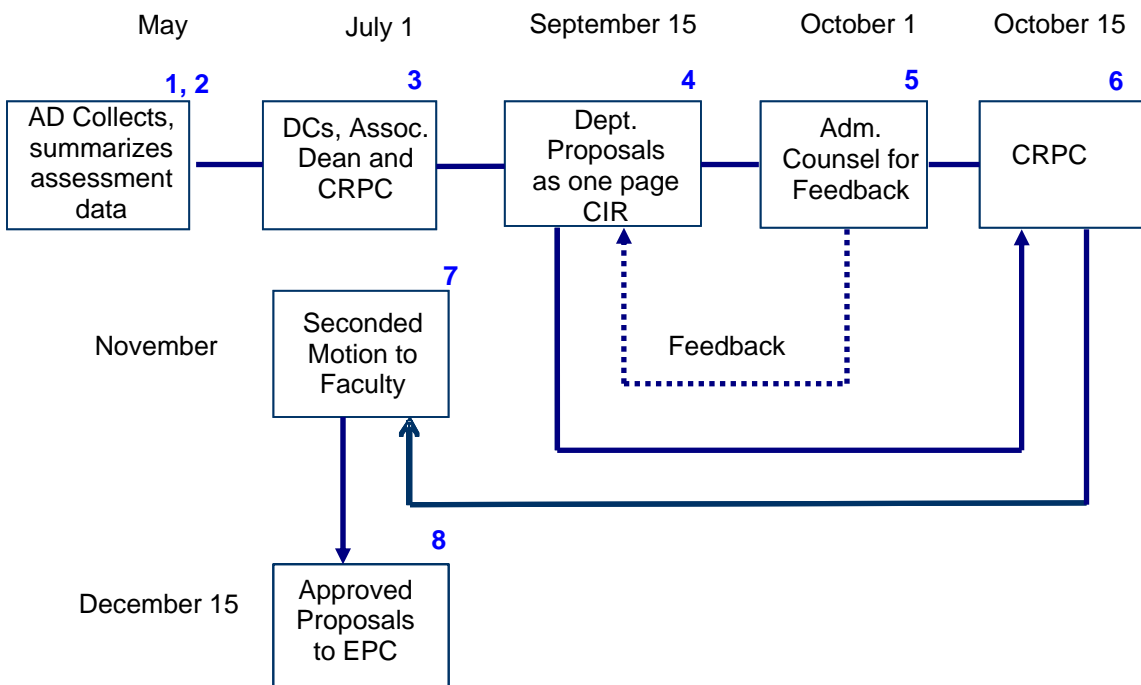 May
July 1
September 15
October 1
October 15
1, 2
3
4
5
6
AD Collects,
summarizes
assessment
data
DCs, Assoc.
Dean and
CRPC
Dept.
Proposals
as one page
CIR
Adm.
Counsel for
Feedback
CRPC
7
November
Seconded
Motion to
Faculty
Feedback
8
December 15
Approved
Proposals
to EPC